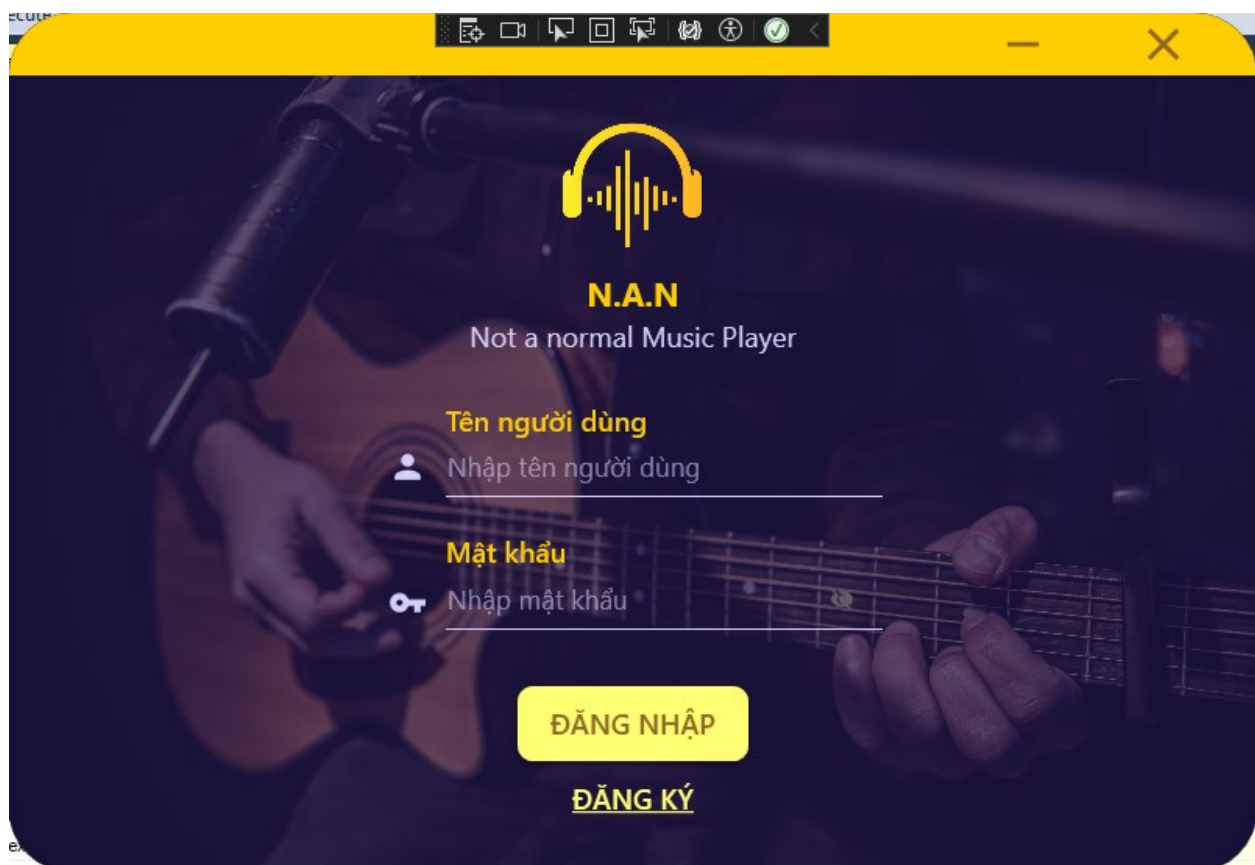 N.A.N
Not a normal Music Player
Tên người dùng
Nhập tên người dùng
Mật khẩu
Nhập mật khẩu
ĐĂNG NHẬP
ĐĂNG KÝ